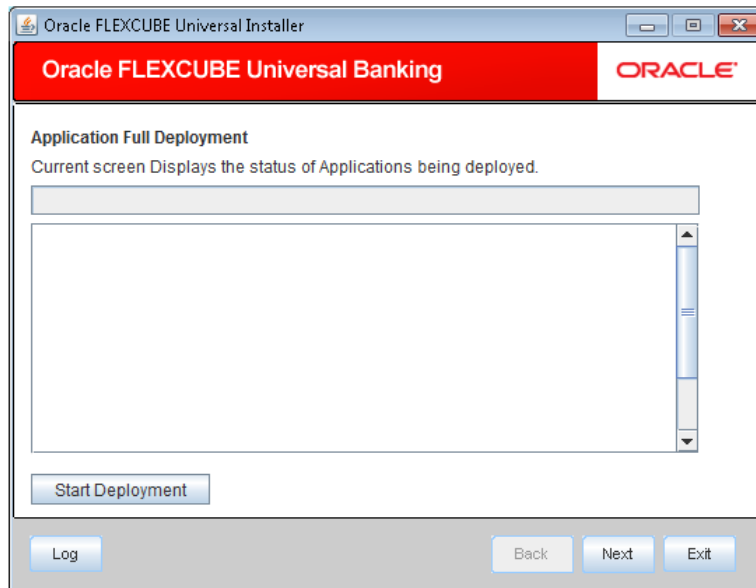 Oracle FLEXCUBE Universal Installer
Oracle FLEXCUBE Universal Banking
ORACLE
Application Full Deployment
Current screen Displays the status of Applications being deployed.
Start Deployment
Log
Back
Next
Exit